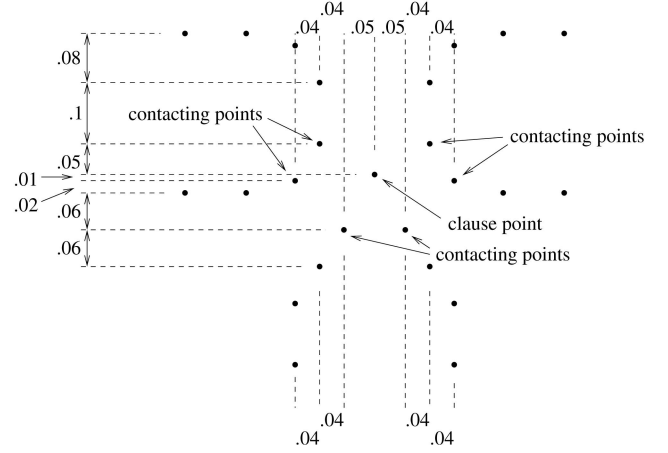 .04 .04
.04 .05 .05 .04
.08
.1
contacting points
contacting points
.05
.01
.02
clause point
.06
contacting points
.06
.04 .04
.04 .04